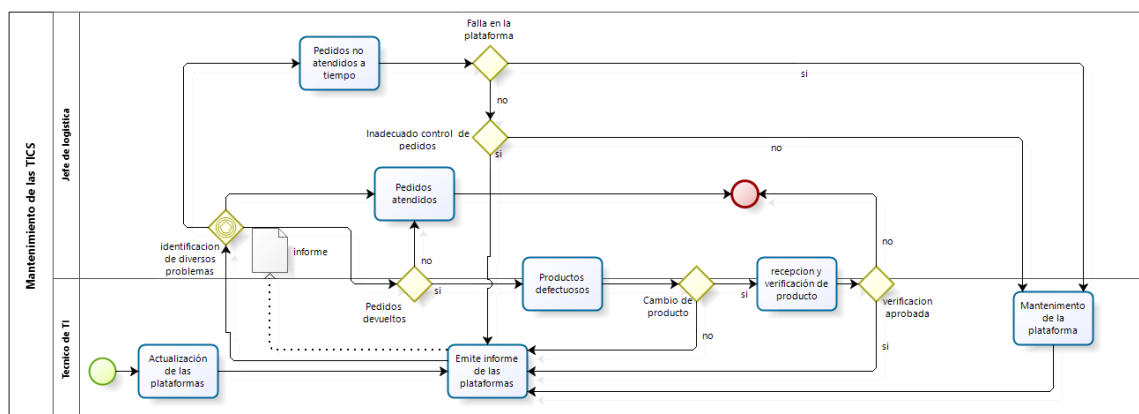 Mantenimiento de las TICS
Jefe de logistica
Tecnico de TI
Falla en la
plataforma
Pedidos no
atendidos a
tiempo
si
no
Inadecuado control de
pedidos
si
no
Pedidos
atendidos
identificacion
de diversos
problemas
informe
no
no
Pedidos
devueltos
si
Productos
defectuosos
Cambio de
producto
si
recepcion y
verificación de
producto
verificacion
aprobada
Mantenimento
de la
plataforma
no
si
Actualización
de las
plataformas
Emite informe
de las
plataformas